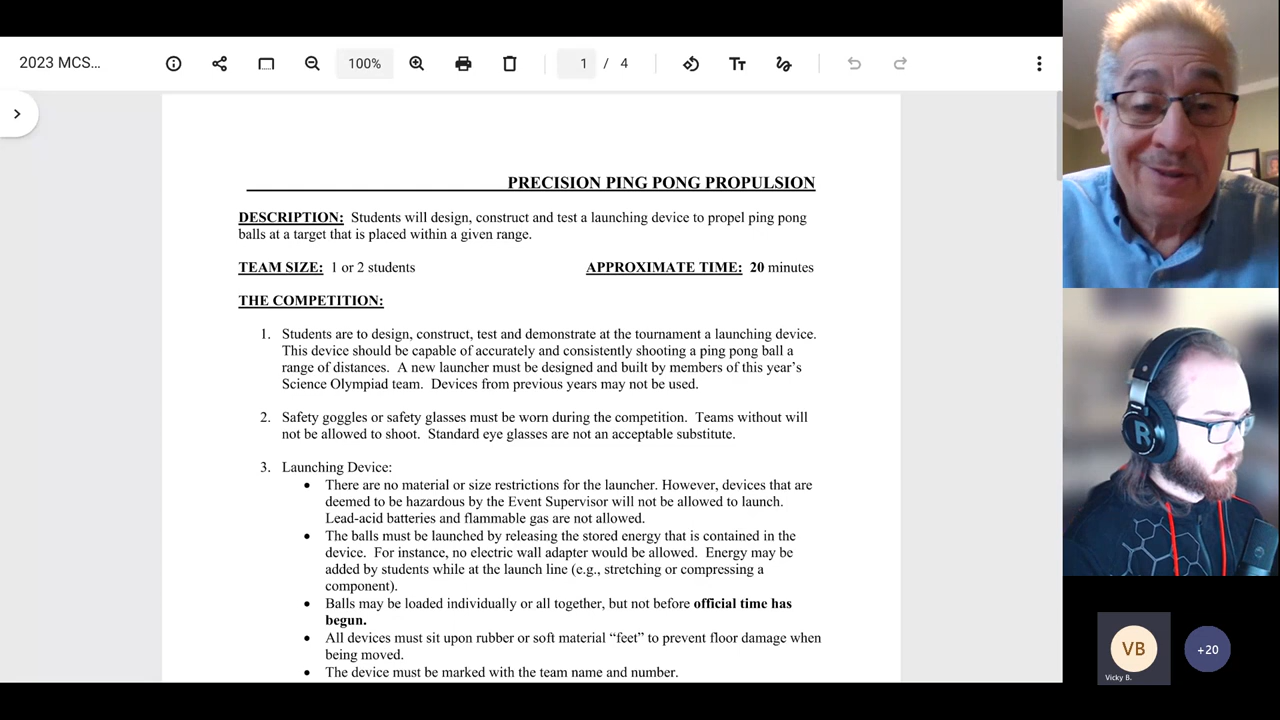 2023 MCS...
100%
1 / 4
PRECISION PING PONG PROPULSION
DESCRIPTION: Students will design, construct and test a launching device to propel ping pong
balls at a target that is placed within a given range.
TEAM SIZE: 1 or 2 students APPROXIMATE TIME: 20 minutes
THE COMPETITION:
1. Students are to design, construct, test and demonstrate at the tournament a launching device.
This device should be capable of accurately and consistently shooting a ping pong ball a
range of distances. A new launcher must be designed and built by members of this year’s
Science Olympiad team. Devices from previous years may not be used.
2. Safety goggles or safety glasses must be worn during the competition. Teams without will
not be allowed to shoot. Standard eye glasses are not an acceptable substitute.
3. Launching Device:
• There are no material or size restrictions for the launcher. However, devices that are
deemed to be hazardous by the Event Supervisor will not be allowed to launch.
Lead-acid batteries and flammable gas are not allowed.
• The balls must be launched by releasing the stored energy that is contained in the
device. For instance, no electric wall adapter would be allowed. Energy may be
added by students while at the launch line (e.g., stretching or compressing a
component).
• Balls may be loaded individually or all together, but not before official time has
begun.
• All devices must sit upon rubber or soft material “feet” to prevent floor damage when
being moved.
• The device must be marked with the team name and number.
R
VB
Vicky B.
+20